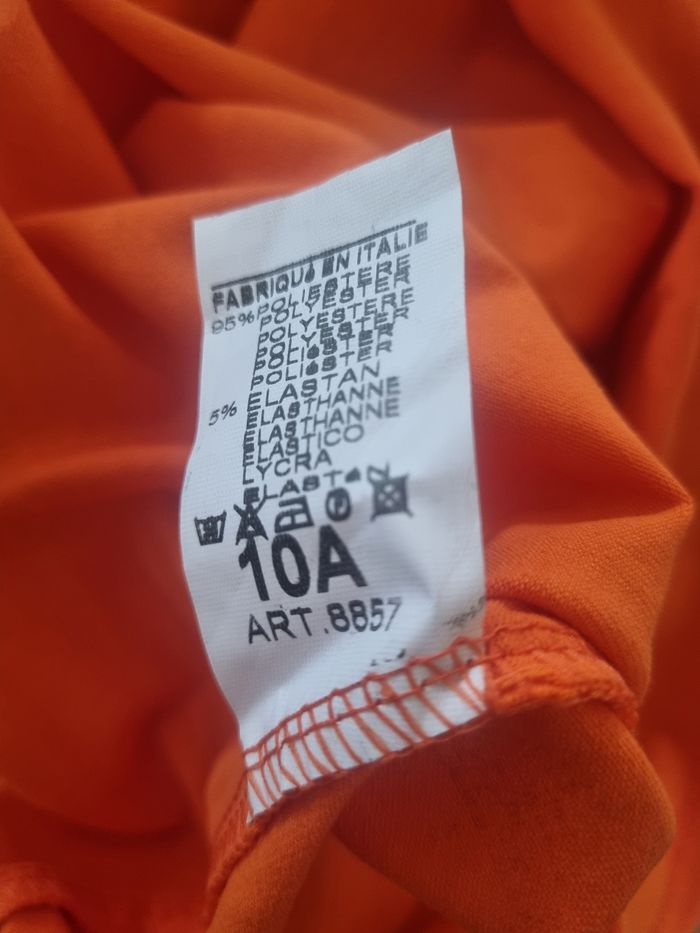 FABRIQUÉ EN ITALIE
95% POLIESTERE
POLYESTER
POLYESTERE
POLYESTER
POLIÉSTER
POLIESTER
5% ELASTAN
ELASTHANNE
ELASTHANNE
ELASTICO
LYCRA
10A
ART.8857